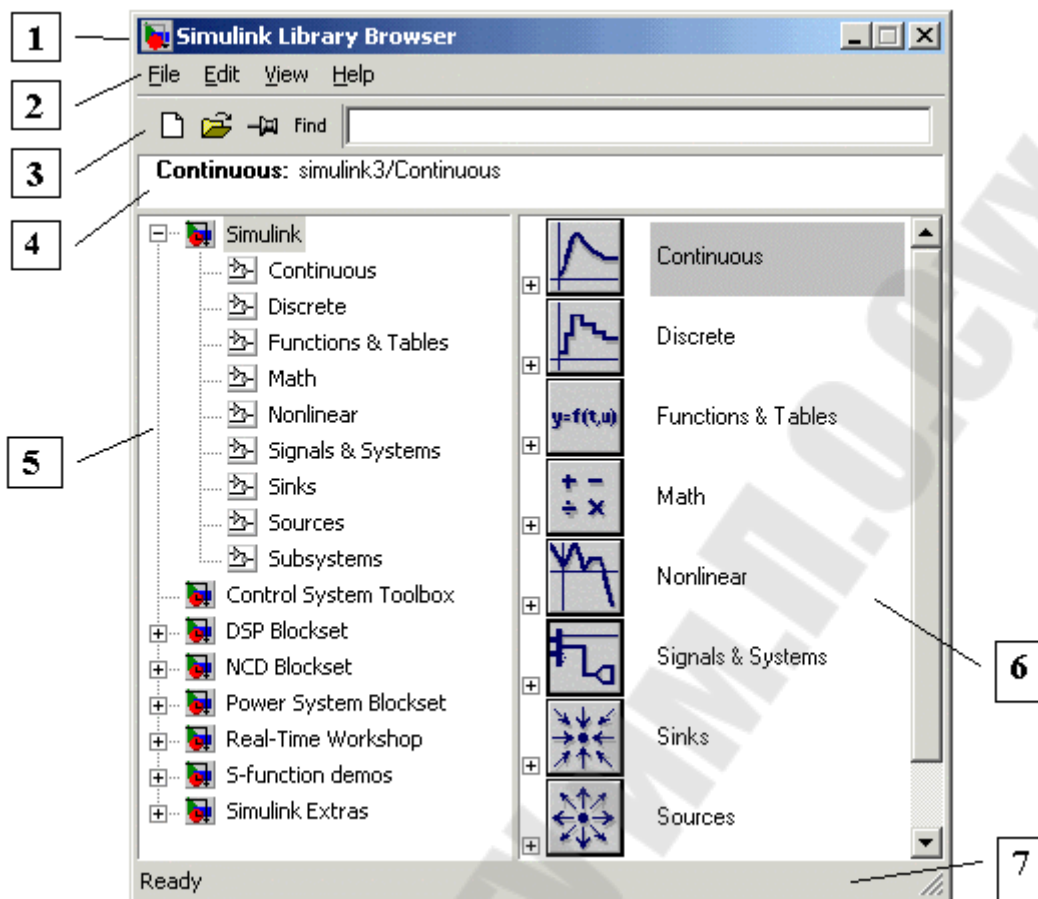 1
Simulink Library Browser
2
File Edit View Help
3
Find
4
Continuous: simulink3/Continuous
5
Simulink
Continuous
Discrete
Functions & Tables
Math
Nonlinear
Signals & Systems
Sinks
Sources
Subsystems
Control System Toolbox
DSP Blockset
NCD Blockset
Power System Blockset
Real-Time Workshop
S-function demos
Simulink Extras
Continuous
Discrete
y=f(t,u)
Functions & Tables
+ −
÷ ×
Math
Nonlinear
Signals & Systems
6
Sinks
Sources
7
Ready